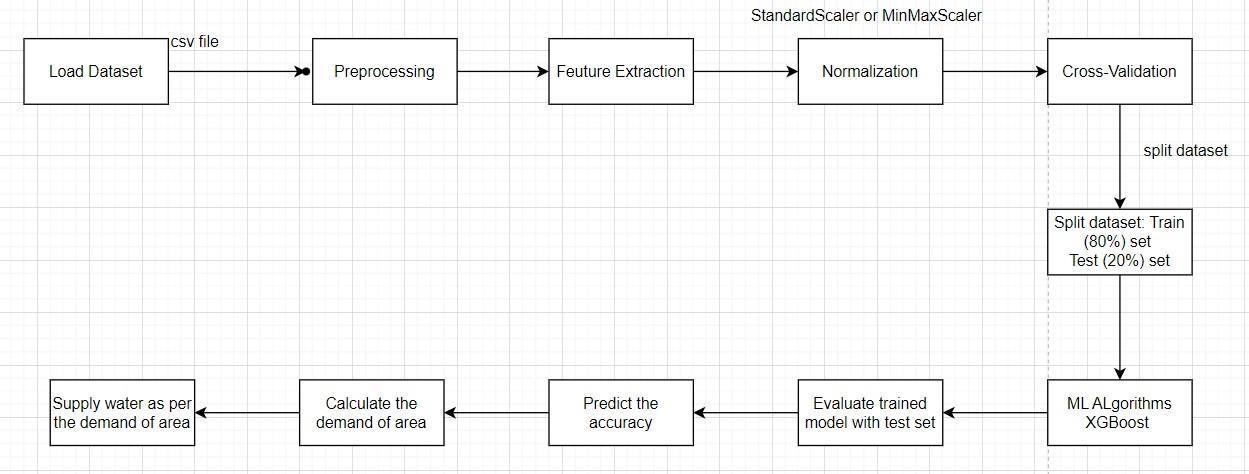 StandardScaler or MinMaxScaler
csv file
Load Dataset
Preprocessing
Feuture Extraction
Normalization
Cross-Validation
split dataset
Split dataset: Train
(80%) set
Test (20%) set
ML ALgorithms
XGBoost
Evaluate trained
model with test set
Predict the
accuracy
Calculate the
demand of area
Supply water as per
the demand of area